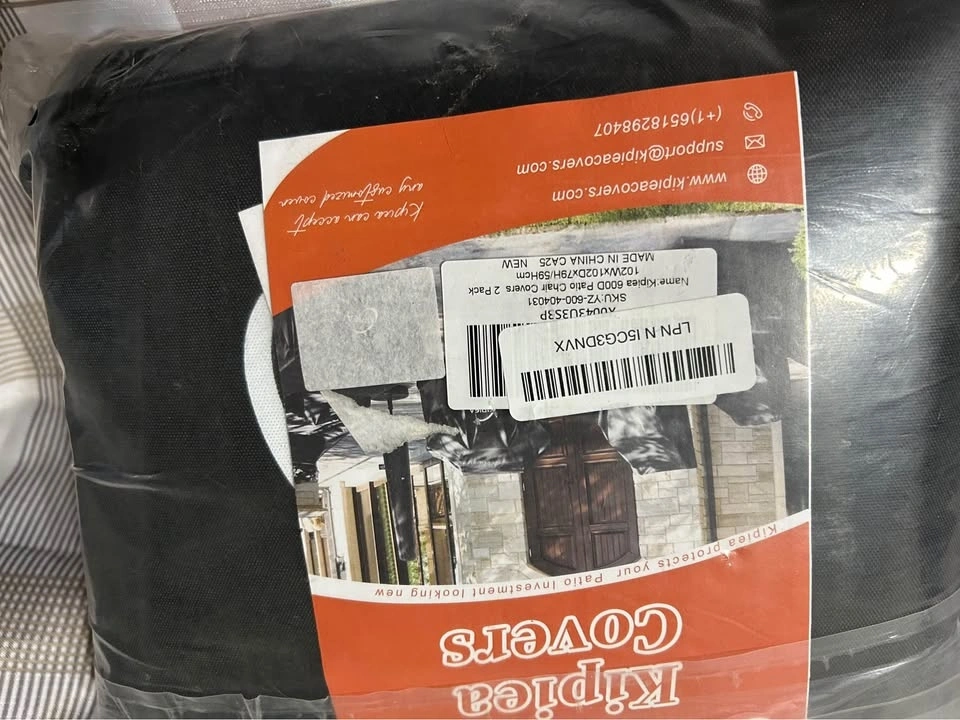 Kipiea
Covers
Kipiea protects your Patio Investment looking new
LPN N I5CG3DNVX
X0043U3S3P
SKU:YZ-600-404031
Name:Kipiea 600D Patio Chair Covers 2 Pack
102Wx102Dx79H/59Hcm
MADE IN CHINA CA25 NEW
Kipiea can accept
any customized cover
www.kipieacovers.com
support@kipieacovers.com
(+1)6518298407